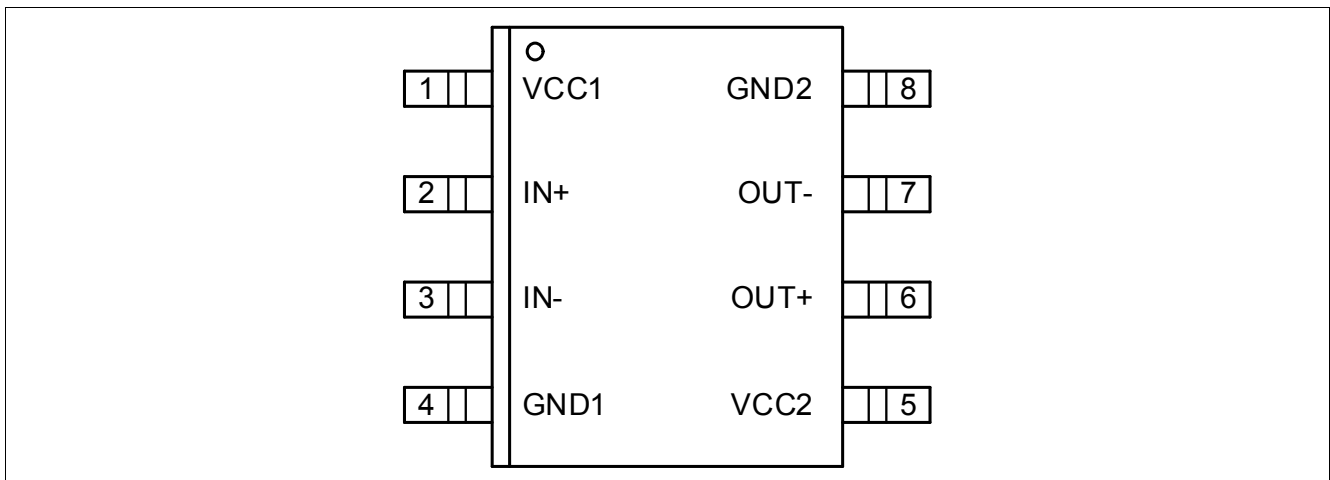 1 VCC1 GND2 8
2 IN+ OUT- 7
3 IN- OUT+ 6
4 GND1 VCC2 5